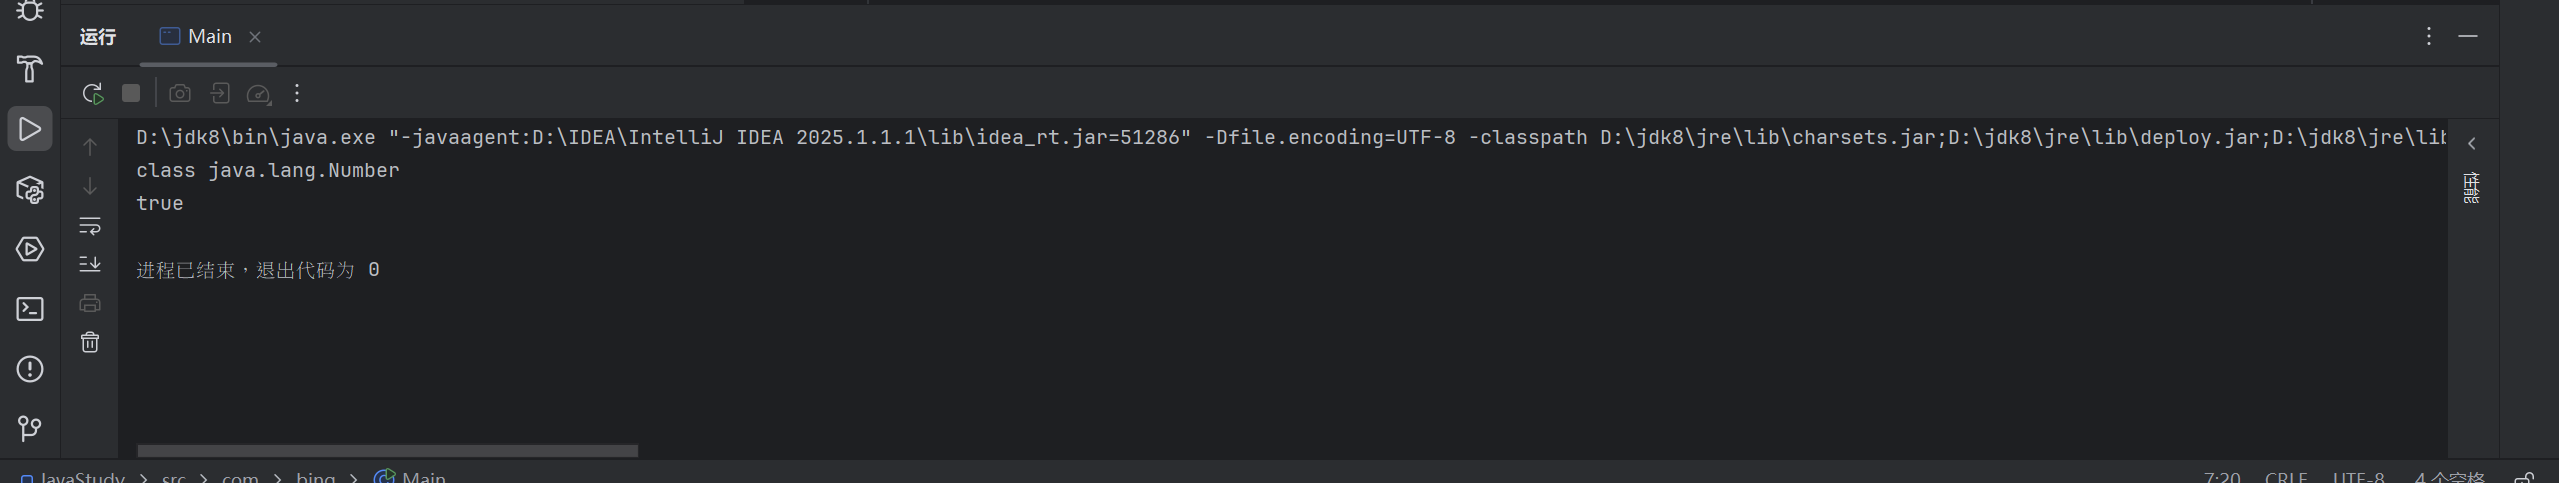 运行 Main
D:\jdk8\bin\java.exe "-javaagent:D:\IDEA\IntelliJ IDEA 2025.1.1.1\lib\idea_rt.jar=51286" -Dfile.encoding=UTF-8 -classpath D:\jdk8\jre\lib\charsets.jar;D:\jdk8\jre\lib\deploy.jar;D:\jdk8\jre\lib
class java.lang.Number
true
进程已结束，退出代码为 0
性能
JavaStudy > src > com > bing > Main 7:20 CRLF UTF-8 4 个空格